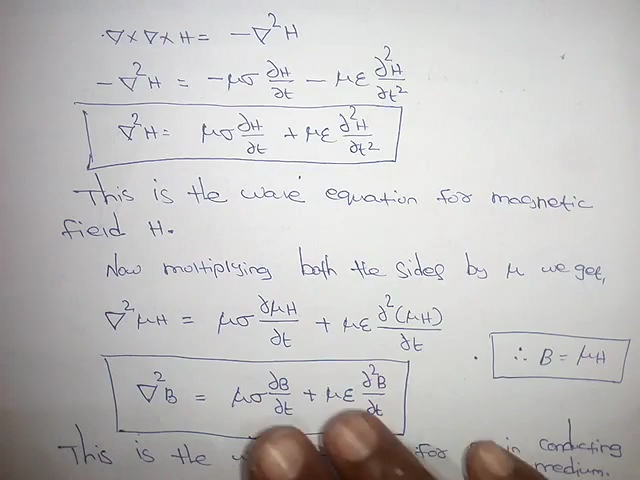 ∇×∇×H = −∇²H
−∇²H = −μσ ∂H/∂t − με ∂²H/∂t²
∇²H = μσ ∂H/∂t + με ∂²H/∂t²
This is the wave equation for magnetic
field H.
Now multiplying both the sides by μ we get,
∇²μH = μσ ∂μH/∂t + με ∂²(μH)/∂t
∴ B = μH
∇²B = μσ ∂B/∂t + με ∂²B/∂t
This is the for in conducting
medium.